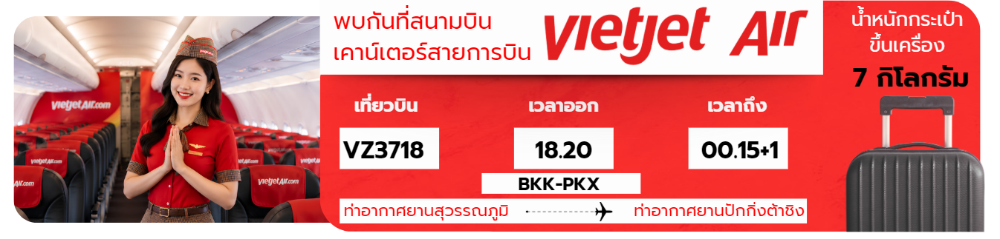 พบกันที่สนามบิน
เคาน์เตอร์สายการบิน
vietjet Air
น้ำหนักกระเป๋า
ขึ้นเครื่อง
7 กิโลกรัม
เที่ยวบิน เวลาออก เวลาถึง
VZ3718 18.20 00.15+1
BKK-PKX
ท่าอากาศยานสุวรรณภูมิ ท่าอากาศยานปักกิ่งต้าชิง
vietjetAir.com
vietjetAir.com
vietjetAir.com
Air.com